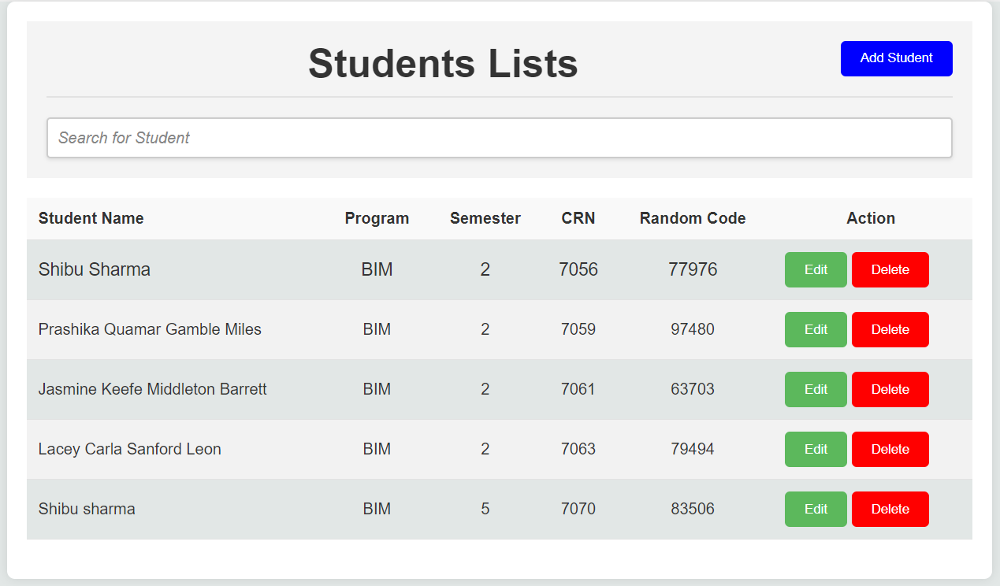 Students Lists
Add Student
Search for Student
Student Name Program Semester CRN Random Code Action
Shibu Sharma BIM 2 7056 77976 Edit Delete
Prashika Quamar Gamble Miles BIM 2 7059 97480 Edit Delete
Jasmine Keefe Middleton Barrett BIM 2 7061 63703 Edit Delete
Lacey Carla Sanford Leon BIM 2 7063 79494 Edit Delete
Shibu sharma BIM 5 7070 83506 Edit Delete